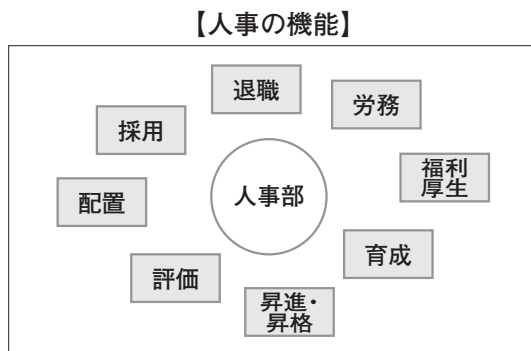 【人事の機能】
退職
労務
採用
福利
厚生
配置
人事部
育成
評価
昇進・
昇格